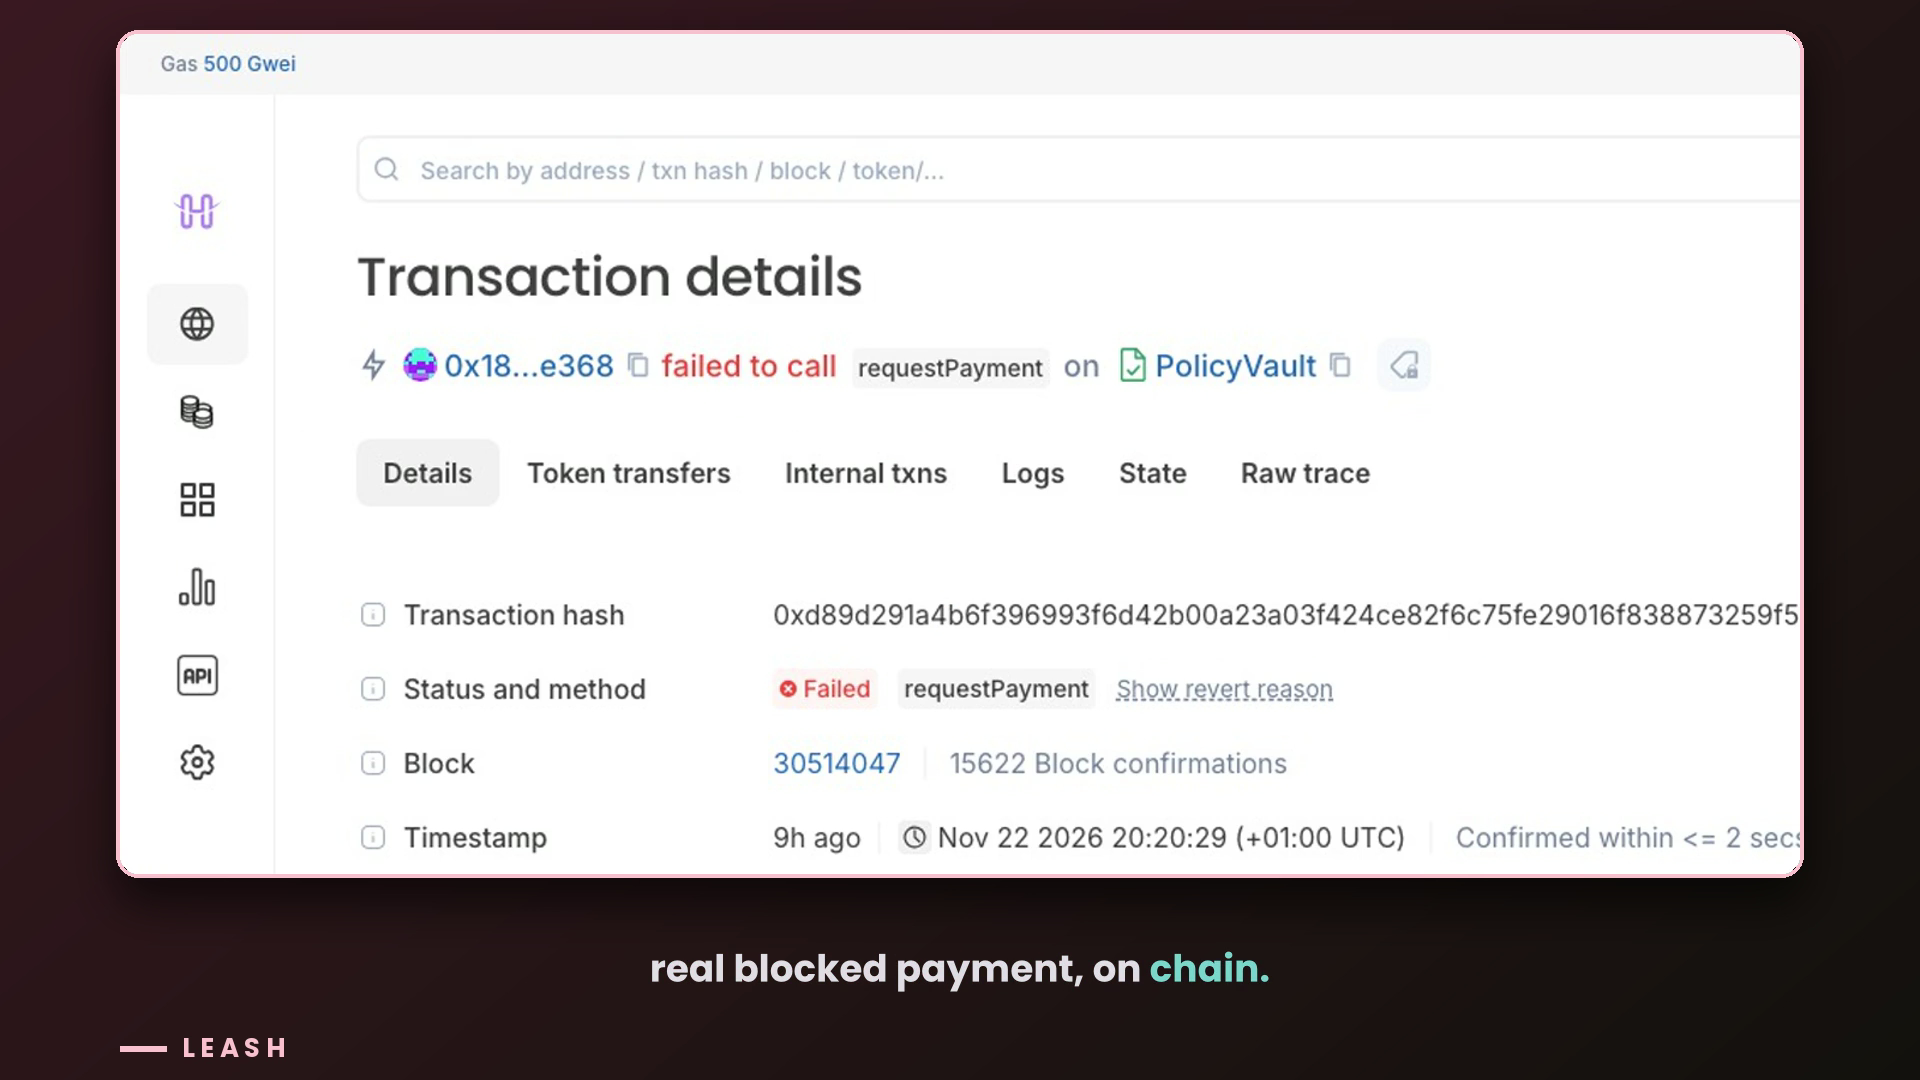 Gas 500 Gwei
Search by address / txn hash / block / token/...
Transaction details
0x18...e368 failed to call requestPayment on PolicyVault
Details Token transfers Internal txns Logs State Raw trace
Transaction hash 0xd89d291a4b6f396993f6d42b00a23a03f424ce82f6c75fe29016f838873259f5
Status and method Failed requestPayment Show revert reason
API
Block 30514047 15622 Block confirmations
Timestamp 9h ago Nov 22 2026 20:20:29 (+01:00 UTC) Confirmed within <= 2 secs
real blocked payment, on chain.
LEASH